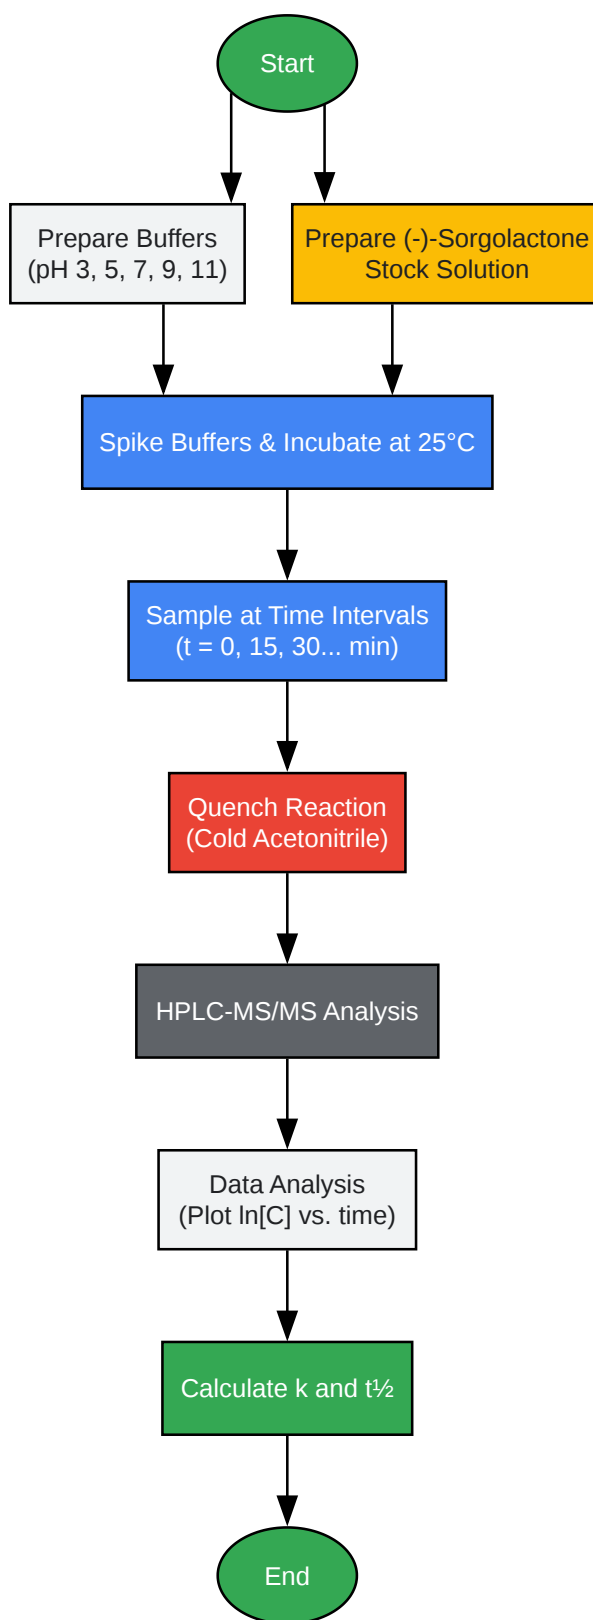 Start
Prepare Buffers
(pH 3, 5, 7, 9, 11)
Prepare (-)-Sorgolactone
Stock Solution
Spike Buffers & Incubate at 25°C
Sample at Time Intervals
(t = 0, 15, 30... min)
Quench Reaction
(Cold Acetonitrile)
HPLC-MS/MS Analysis
Data Analysis
(Plot ln[C] vs. time)
Calculate k and t½
End